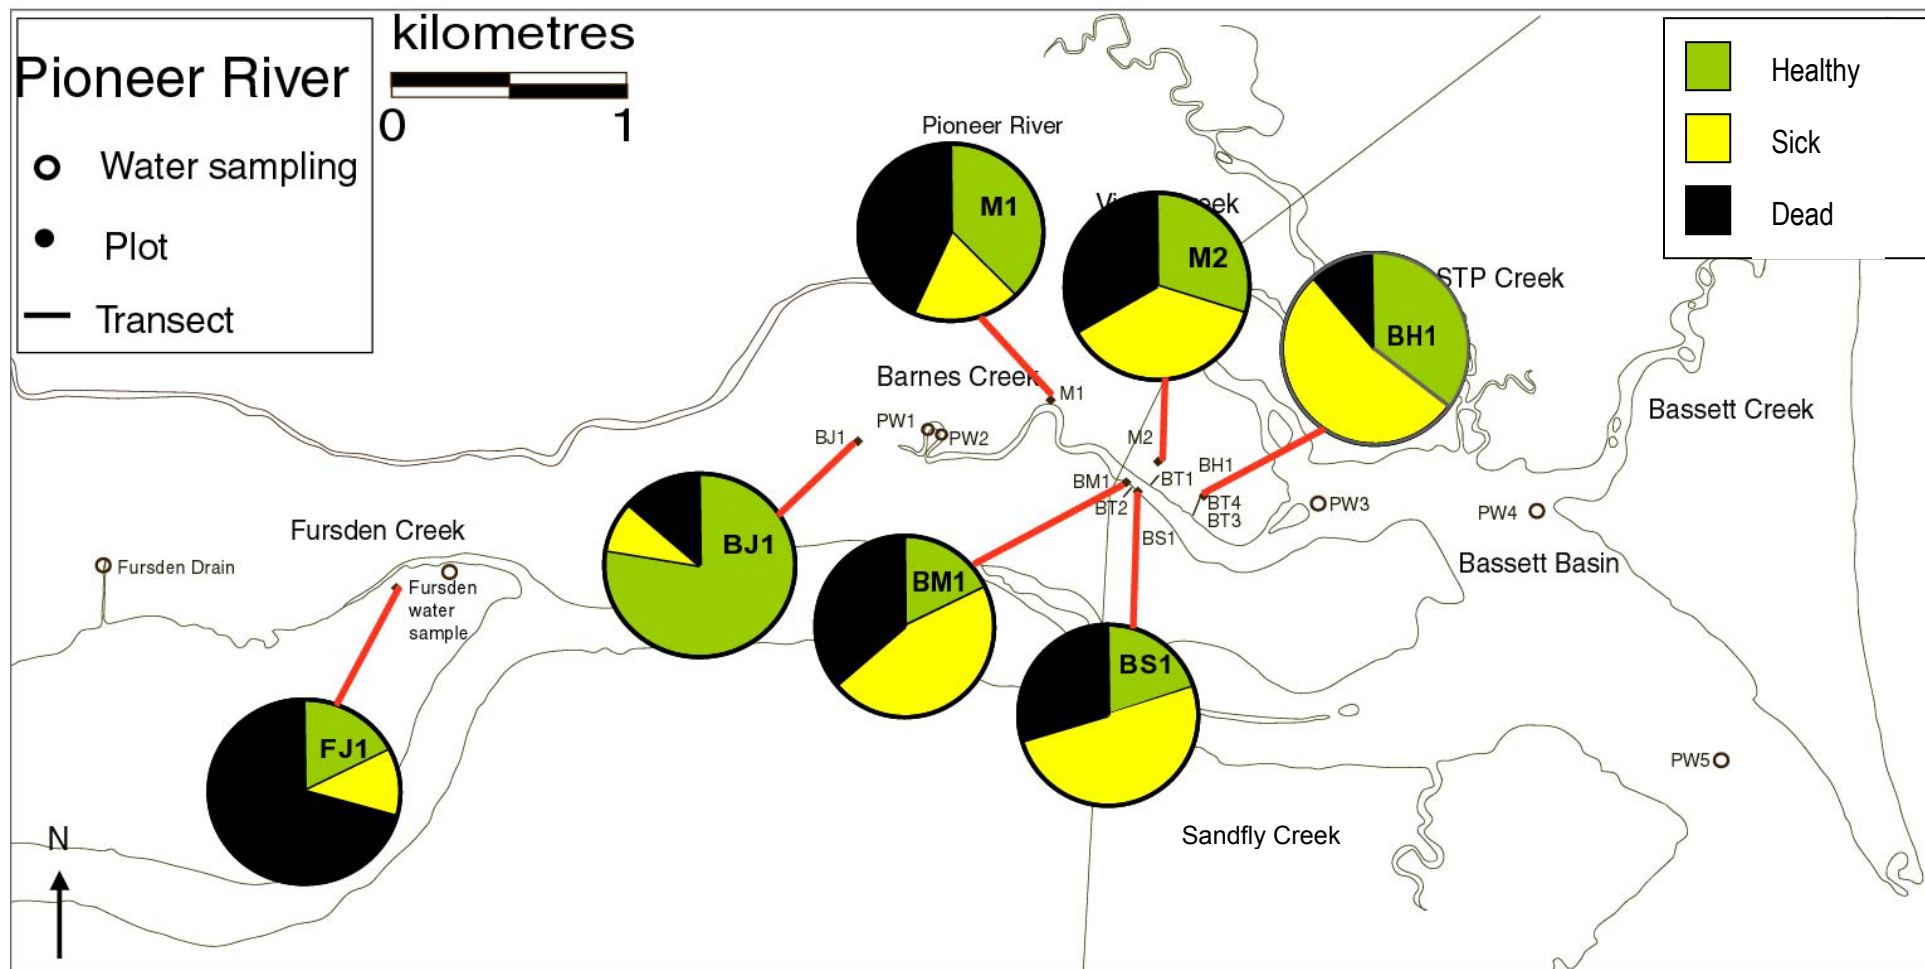 Pioneer River
Water sampling
Plot
Transect
kilometres
0
1
Healthy
Sick
Dead
Pioneer River
M1
M2
BH1
STP Creek
Barnes Creek
M1
PW1
PW2
BJ1
M2
BH1
BM1
BT1
BT2
BT4
BT3
BS1
PW3
PW4
Bassett Creek
Bassett Basin
Fursden Creek
Fursden Drain
Fursden
water
sample
BJ1
BM1
BS1
FJ1
PW5
Sandfly Creek
N